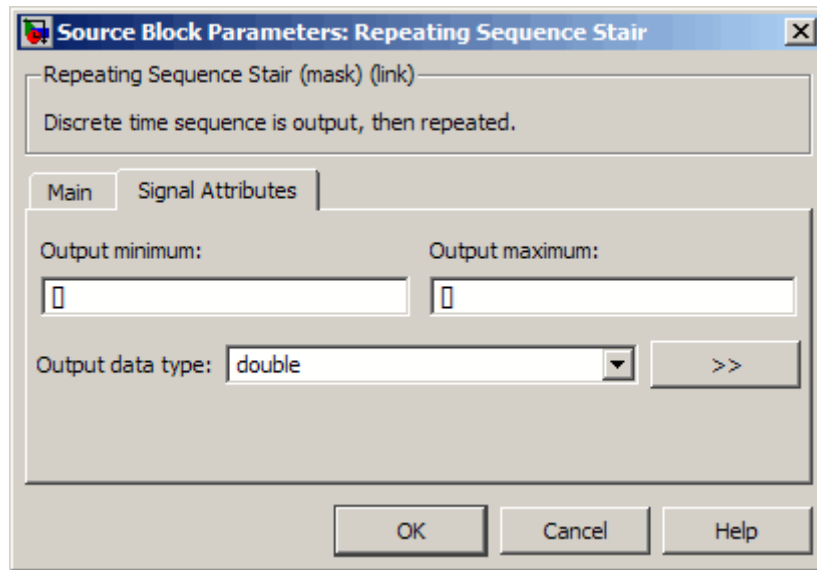 Source Block Parameters: Repeating Sequence Stair
Repeating Sequence Stair (mask) (link)
Discrete time sequence is output, then repeated.
Main Signal Attributes
Output minimum: Output maximum:
[] []
Output data type: double >>
OK Cancel Help